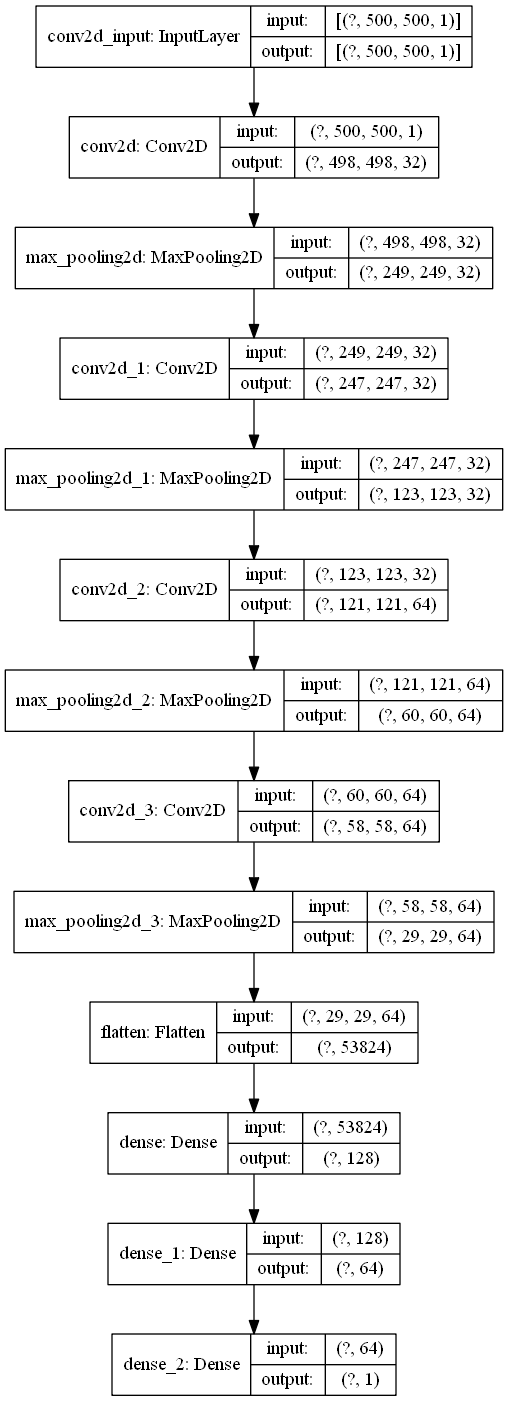 conv2d_input: InputLayer
input:
[(?, 500, 500, 1)]
output:
[(?, 500, 500, 1)]
conv2d: Conv2D
input:
(?, 500, 500, 1)
output:
(?, 498, 498, 32)
max_pooling2d: MaxPooling2D
input:
(?, 498, 498, 32)
output:
(?, 249, 249, 32)
conv2d_1: Conv2D
input:
(?, 249, 249, 32)
output:
(?, 247, 247, 32)
max_pooling2d_1: MaxPooling2D
input:
(?, 247, 247, 32)
output:
(?, 123, 123, 32)
conv2d_2: Conv2D
input:
(?, 123, 123, 32)
output:
(?, 121, 121, 64)
max_pooling2d_2: MaxPooling2D
input:
(?, 121, 121, 64)
output:
(?, 60, 60, 64)
conv2d_3: Conv2D
input:
(?, 60, 60, 64)
output:
(?, 58, 58, 64)
max_pooling2d_3: MaxPooling2D
input:
(?, 58, 58, 64)
output:
(?, 29, 29, 64)
flatten: Flatten
input:
(?, 29, 29, 64)
output:
(?, 53824)
dense: Dense
input:
(?, 53824)
output:
(?, 128)
dense_1: Dense
input:
(?, 128)
output:
(?, 64)
dense_2: Dense
input:
(?, 64)
output:
(?, 1)